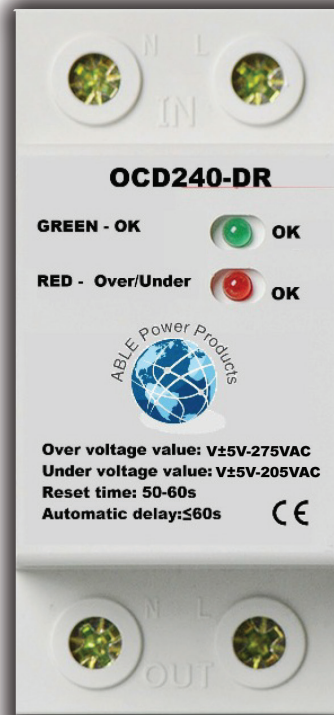 N L
IN
OCD240-DR
GREEN - OK
OK
RED - Over/Under
OK
ABLE Power Products
Over voltage value: V±5V-275VAC
Under voltage value: V±5V-205VAC
Reset time: 50-60s
Automatic delay:≤60s
CE
N L
OUT